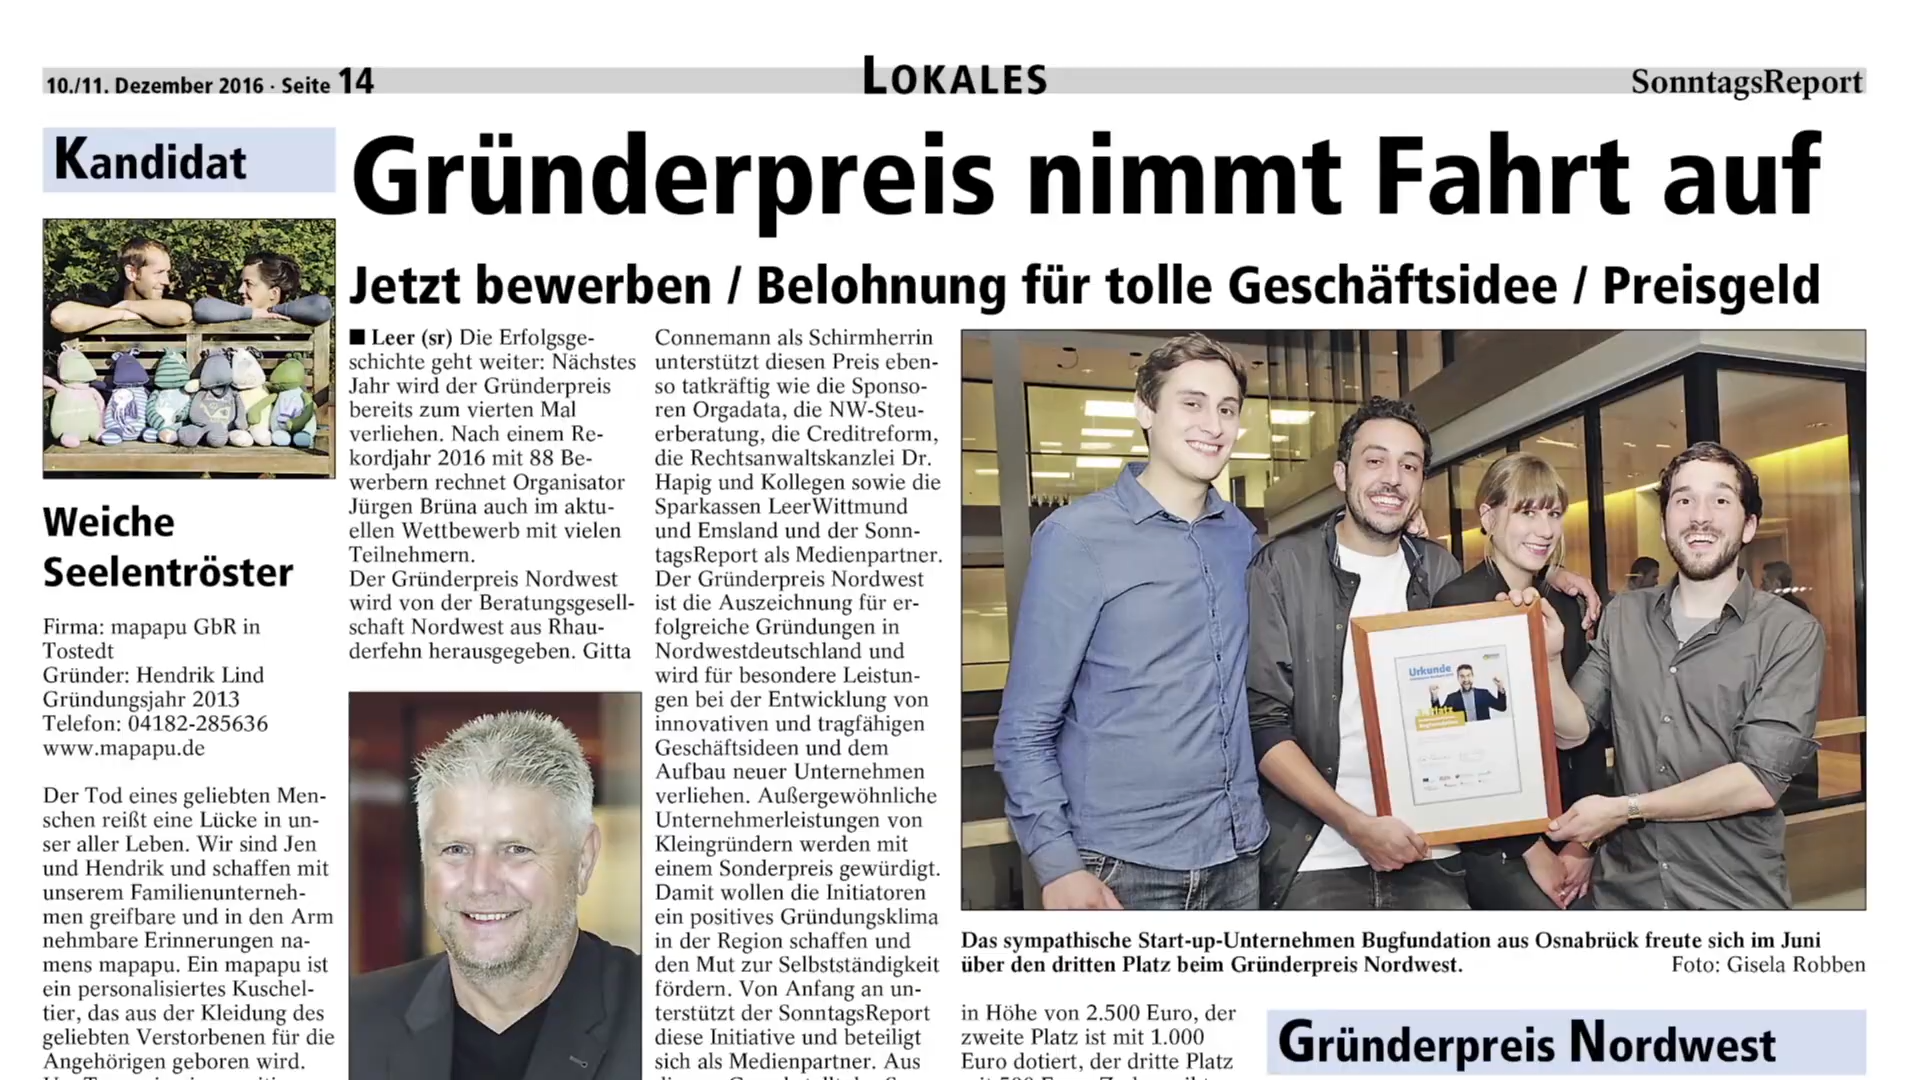 10./11. Dezember 2016 · Seite 14
LOKALES
SonntagsReport
Kandidat
Gründerpreis nimmt Fahrt auf
Jetzt bewerben / Belohnung für tolle Geschäftsidee / Preisgeld
Weiche
Seelentröster
Firma: mapapu GbR in
Tostedt
Gründer: Hendrik Lind
Gründungsjahr 2013
Telefon: 04182-285636
www.mapapu.de
Der Tod eines geliebten Men-
schen reißt eine Lücke in un-
ser aller Leben. Wir sind Jen
und Hendrik und schaffen mit
unserem Familienunterneh-
men greifbare und in den Arm
nehmbare Erinnerungen na-
mens mapapu. Ein mapapu ist
ein personalisiertes Kuschel-
tier, das aus der Kleidung des
geliebten Verstorbenen für die
Angehörigen geboren wird.
■ Leer (sr) Die Erfolgsge-
schichte geht weiter: Nächstes
Jahr wird der Gründerpreis
bereits zum vierten Mal
verliehen. Nach einem Re-
kordjahr 2016 mit 88 Be-
werbern rechnet Organisator
Jürgen Brüna auch im aktu-
ellen Wettbewerb mit vielen
Teilnehmern.
Der Gründerpreis Nordwest
wird von der Beratungsgesell-
schaft Nordwest aus Rhau-
derfehn herausgegeben. Gitta
Connemann als Schirmherrin
unterstützt diesen Preis eben-
so tatkräftig wie die Sponso-
ren Orgadata, die NW-Steu-
erberatung, die Creditreform,
die Rechtsanwaltskanzlei Dr.
Hapig und Kollegen sowie die
Sparkassen LeerWittmund
und Emsland und der Sonn-
tagsReport als Medienpartner.
Der Gründerpreis Nordwest
ist die Auszeichnung für er-
folgreiche Gründungen in
Nordwestdeutschland und
wird für besondere Leistun-
gen bei der Entwicklung von
innovativen und tragfähigen
Geschäftsideen und dem
Aufbau neuer Unternehmen
verliehen. Außergewöhnliche
Unternehmerleistungen von
Kleingründern werden mit
einem Sonderpreis gewürdigt.
Damit wollen die Initiatoren
ein positives Gründungsklima
in der Region schaffen und
den Mut zur Selbstständigkeit
fördern. Von Anfang an un-
terstützt der SonntagsReport
diese Initiative und beteiligt
sich als Medienpartner. Aus
Urkunde
3. Platz
Das sympathische Start-up-Unternehmen Bugfundation aus Osnabrück freute sich im Juni
über den dritten Platz beim Gründerpreis Nordwest.
Foto: Gisela Robben
in Höhe von 2.500 Euro, der
zweite Platz ist mit 1.000
Euro dotiert, der dritte Platz
Gründerpreis Nordwest